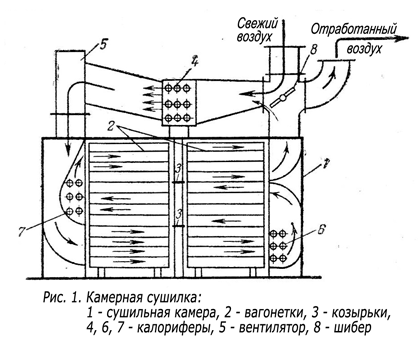 Свежий
воздух
Отработанный
воздух
5
4
8
2
1
3
3
7
6
Рис. 1. Камерная сушилка:
1 - сушильная камера, 2 - вагонетки, 3 - козырьки,
4, 6, 7 - калориферы, 5 - вентилятор, 8 - шибер